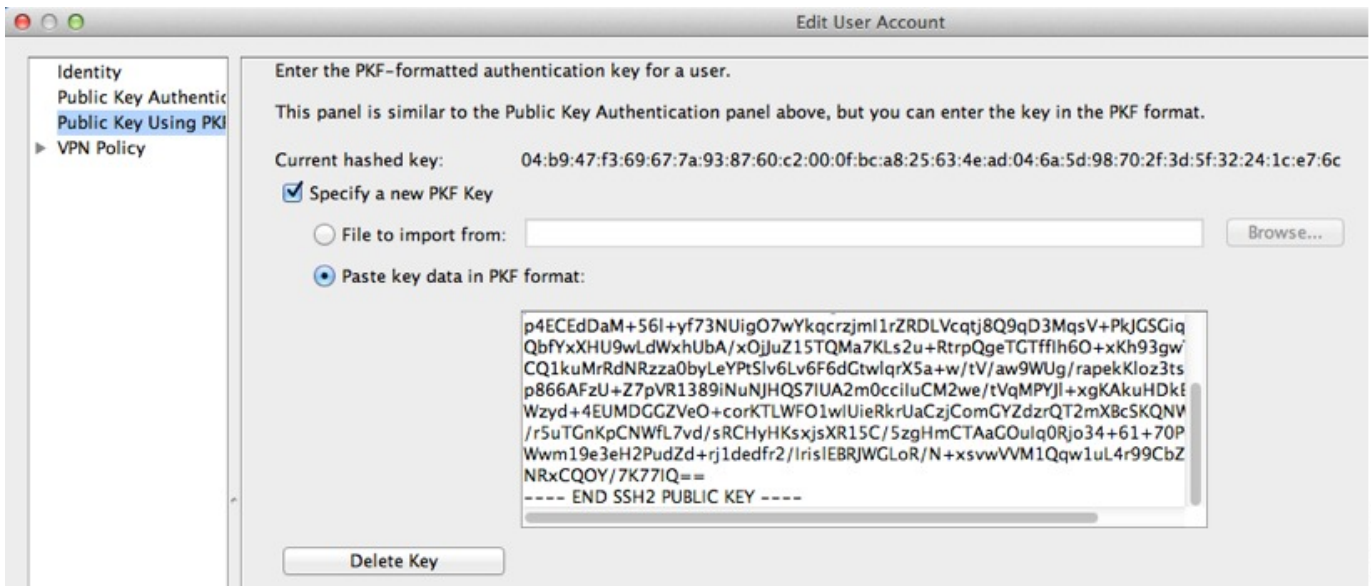 Edit User Account
Identity
Public Key Authentic
Public Key Using PKF
VPN Policy
Enter the PKF-formatted authentication key for a user.
This panel is similar to the Public Key Authentication panel above, but you can enter the key in the PKF format.
Current hashed key: 04:b9:47:f3:69:67:7a:93:87:60:c2:00:0f:bc:a8:25:63:4e:ad:04:6a:5d:98:70:2f:3d:5f:32:24:1c:e7:6c
Specify a new PKF Key
File to import from: Browse...
Paste key data in PKF format:
p4ECEdDaM+56l+yf73NUigO7wYkqcrzjmI1rZRDLVcqtj8Q9qD3MqsV+PkJGSGiq
QbfYxXHU9wLdWxhUbA/xOjJuZ15TQMa7KLs2u+RtrpQgeTGTfflh6O+xKh93gw
CQ1kuMrRdNRzza0byLeYPtSlv6Lv6F6dGtwlqrX5a+w/tV/aw9WUg/rapekKloz3ts
p866AFzU+Z7pVR1389iNuNJHQS7IUA2m0cciluCM2we/tVqMPYJl+xgKAkuHDkE
Wzyd+4EUMDGGZVeO+corKTLWFO1wlUieRkrUaCzjComGYZdzrQT2mXBcSKQNW
/r5uTGnKpCNWfL7vd/sRCHyHKsxjsXR15C/5zgHmCTAaGOulq0Rjo34+61+70P
Wwm19e3eH2PudZd+rj1dedfr2/IrislEBRJWGLoR/N+xsvwVVM1Qqw1uL4r99CbZ
NRxCQOY/7K77IQ==
---- END SSH2 PUBLIC KEY ----
Delete Key